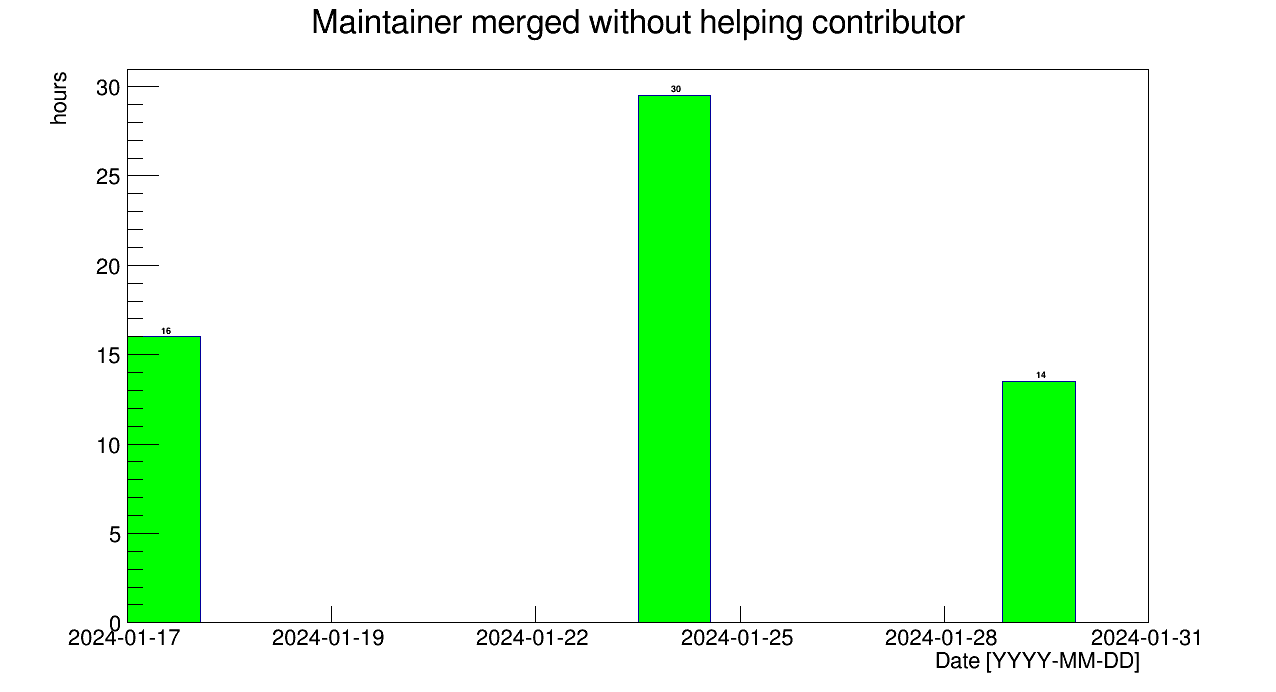 Maintainer merged without helping contributor
hours
30
25
20
15
10
5
0
16
30
14
2024-01-17 2024-01-19 2024-01-22 2024-01-25 2024-01-28 2024-01-31
Date [YYYY-MM-DD]